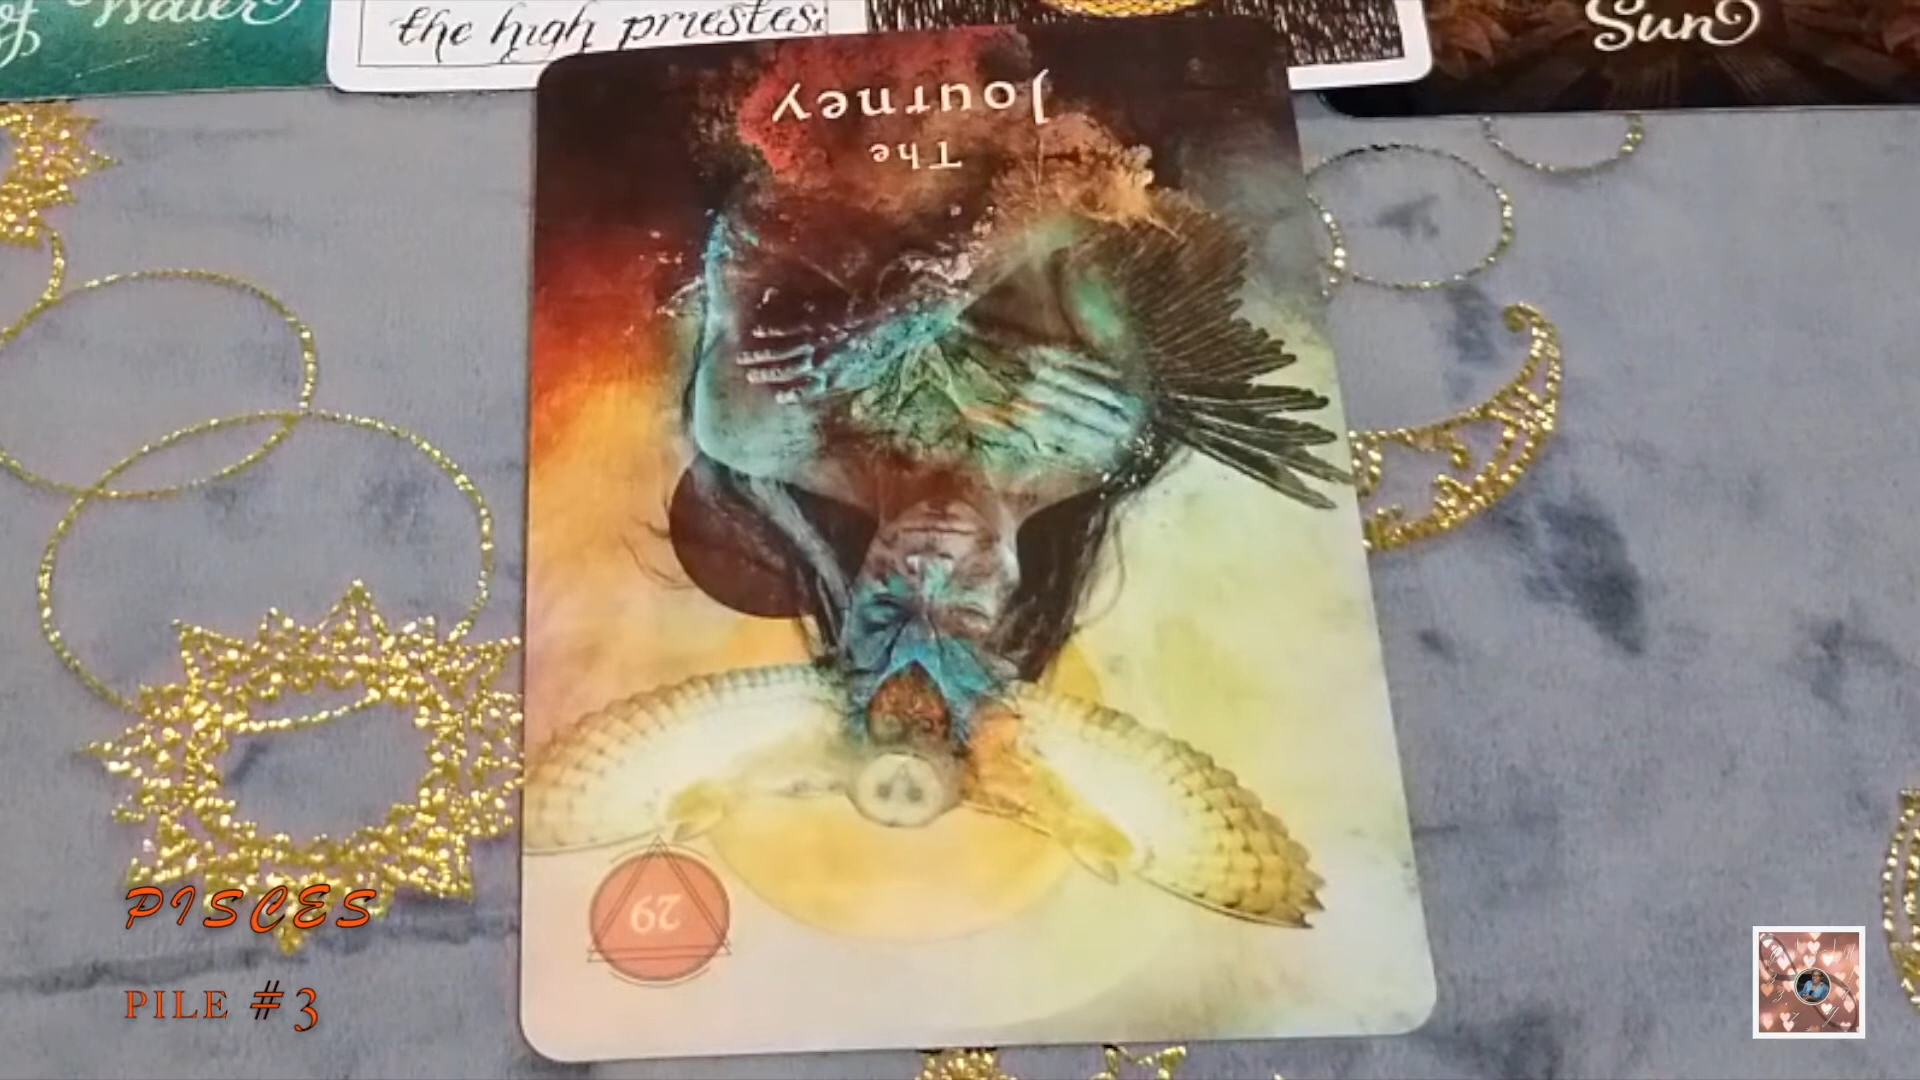 of Water
the high priestess
Sun
The
Journey
29
PISCES
PILE #3